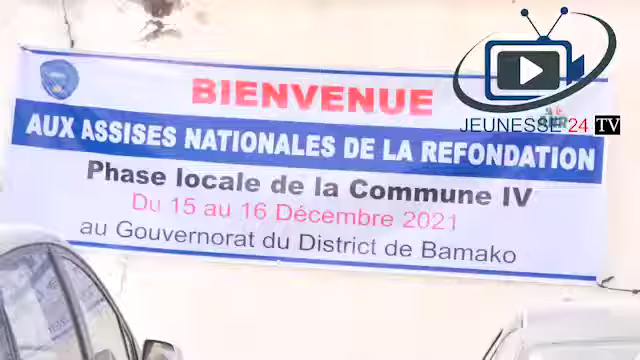 BIENVENUE
AUX ASSISES NATIONALES DE LA REFONDATION
Phase locale de la Commune IV
Du 15 au 16 Décembre 2021
au Gouvernorat du District de Bamako
JEUNESSE 24 TV